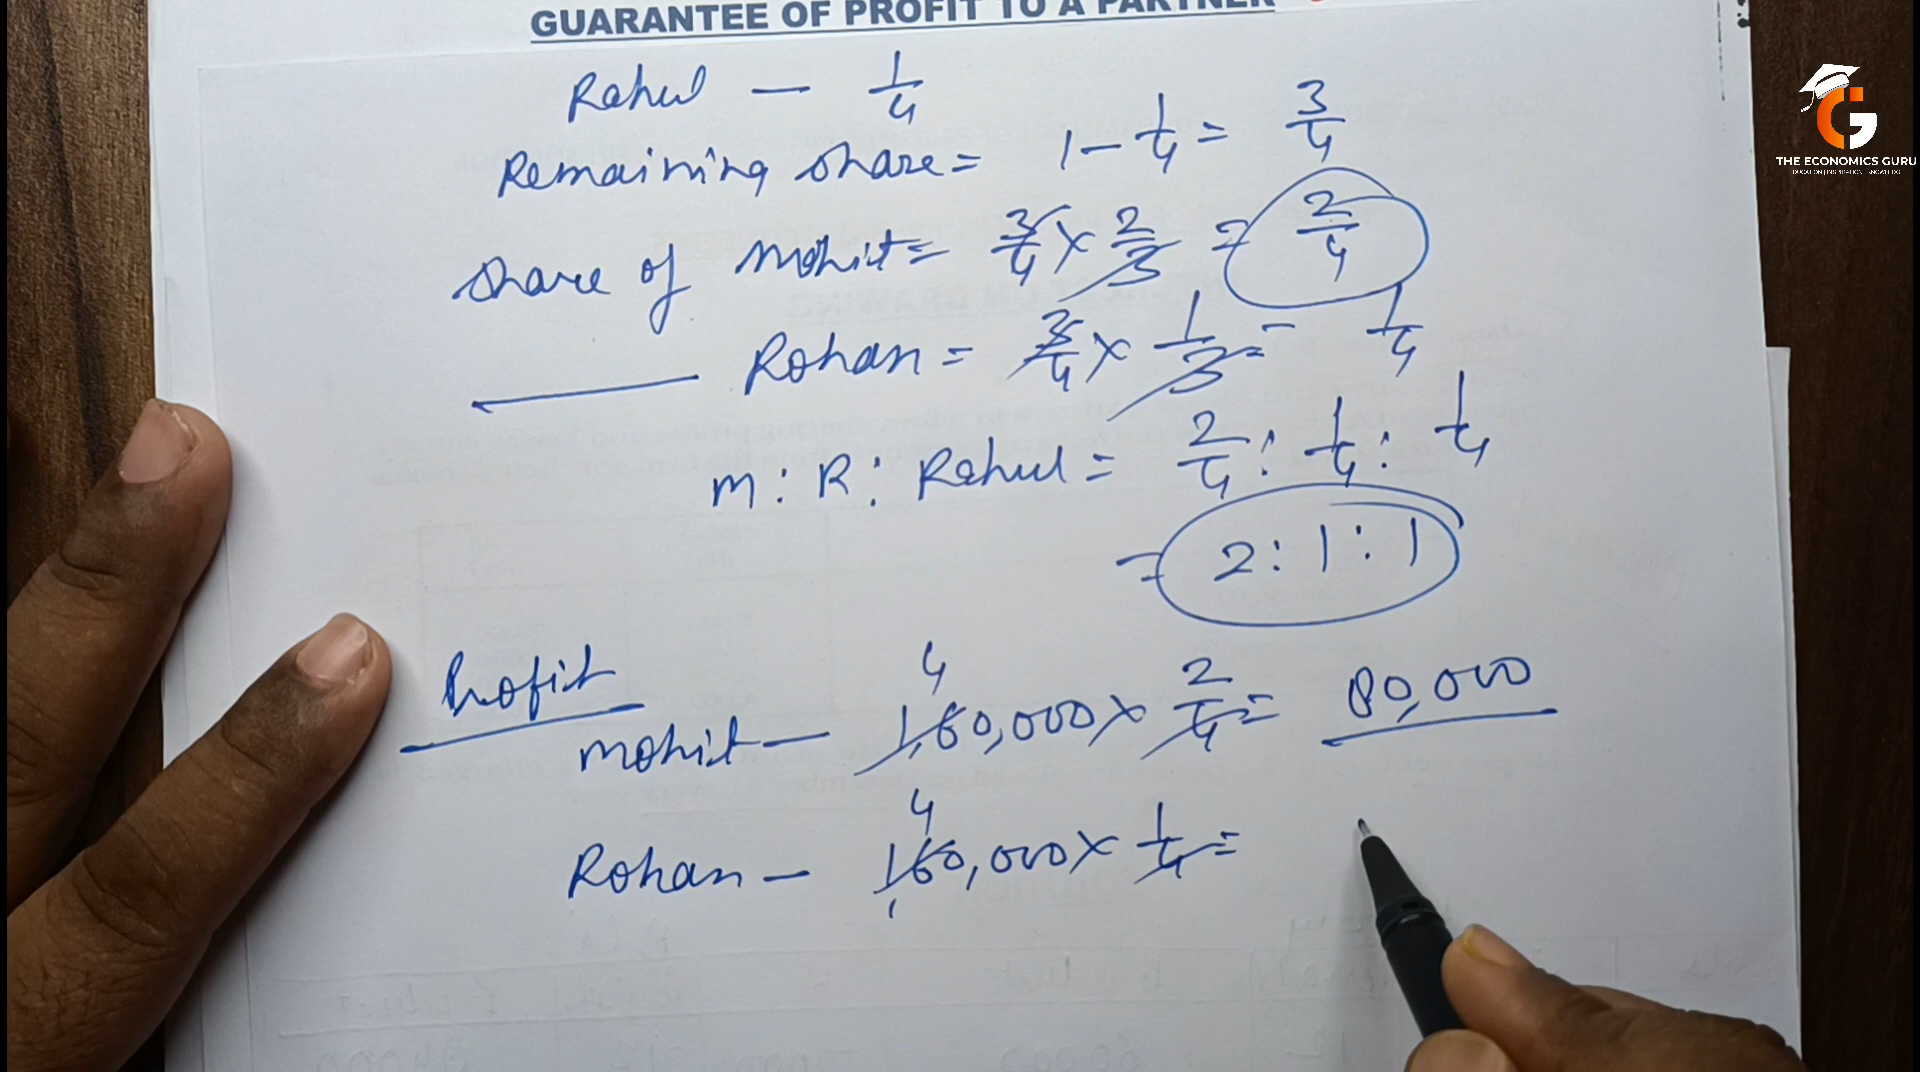 GUARANTEE OF PROFIT TO A PARTNER
THE ECONOMICS GURU
Rahul — 1/4
Remaining share = 1 - 1/4 = 3/4
Share of Mohit = 3/4 × 2/3 = 2/4
Rohan = 3/4 × 1/3 = 1/4
M : R : Rahul = 2/4 : 1/4 : 1/4
= 2 : 1 : 1
Profit
Mohit — 1,60,000 × 2/4 = 80,000
Rohan — 160,000 × 1/4 =